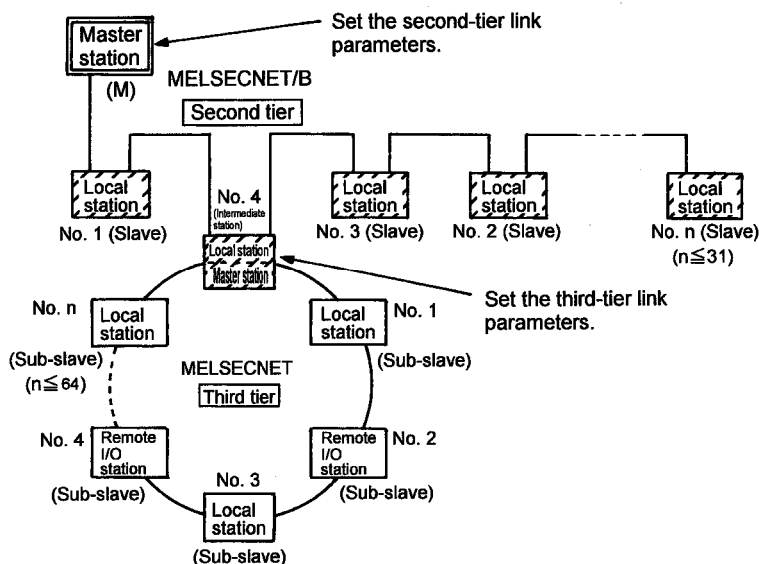 Master
station
(M)
Set the second-tier link
parameters.
MELSECNET/B
Second tier
Local
station
No. 1 (Slave)
No. 4
(Intermediate
station)
Local station
Master station
Local
station
No. 3 (Slave)
Local
station
No. 2 (Slave)
Local
station
No. n (Slave)
(n≦31)
Set the third-tier link
parameters.
No. n
Local
station
(Sub-slave)
(n≦64)
No. 1
Local
station
(Sub-slave)
MELSECNET
Third tier
No. 4
Remote
I/O
station
(Sub-slave)
No. 2
Remote
I/O
station
(Sub-slave)
No. 3
Local
station
(Sub-slave)